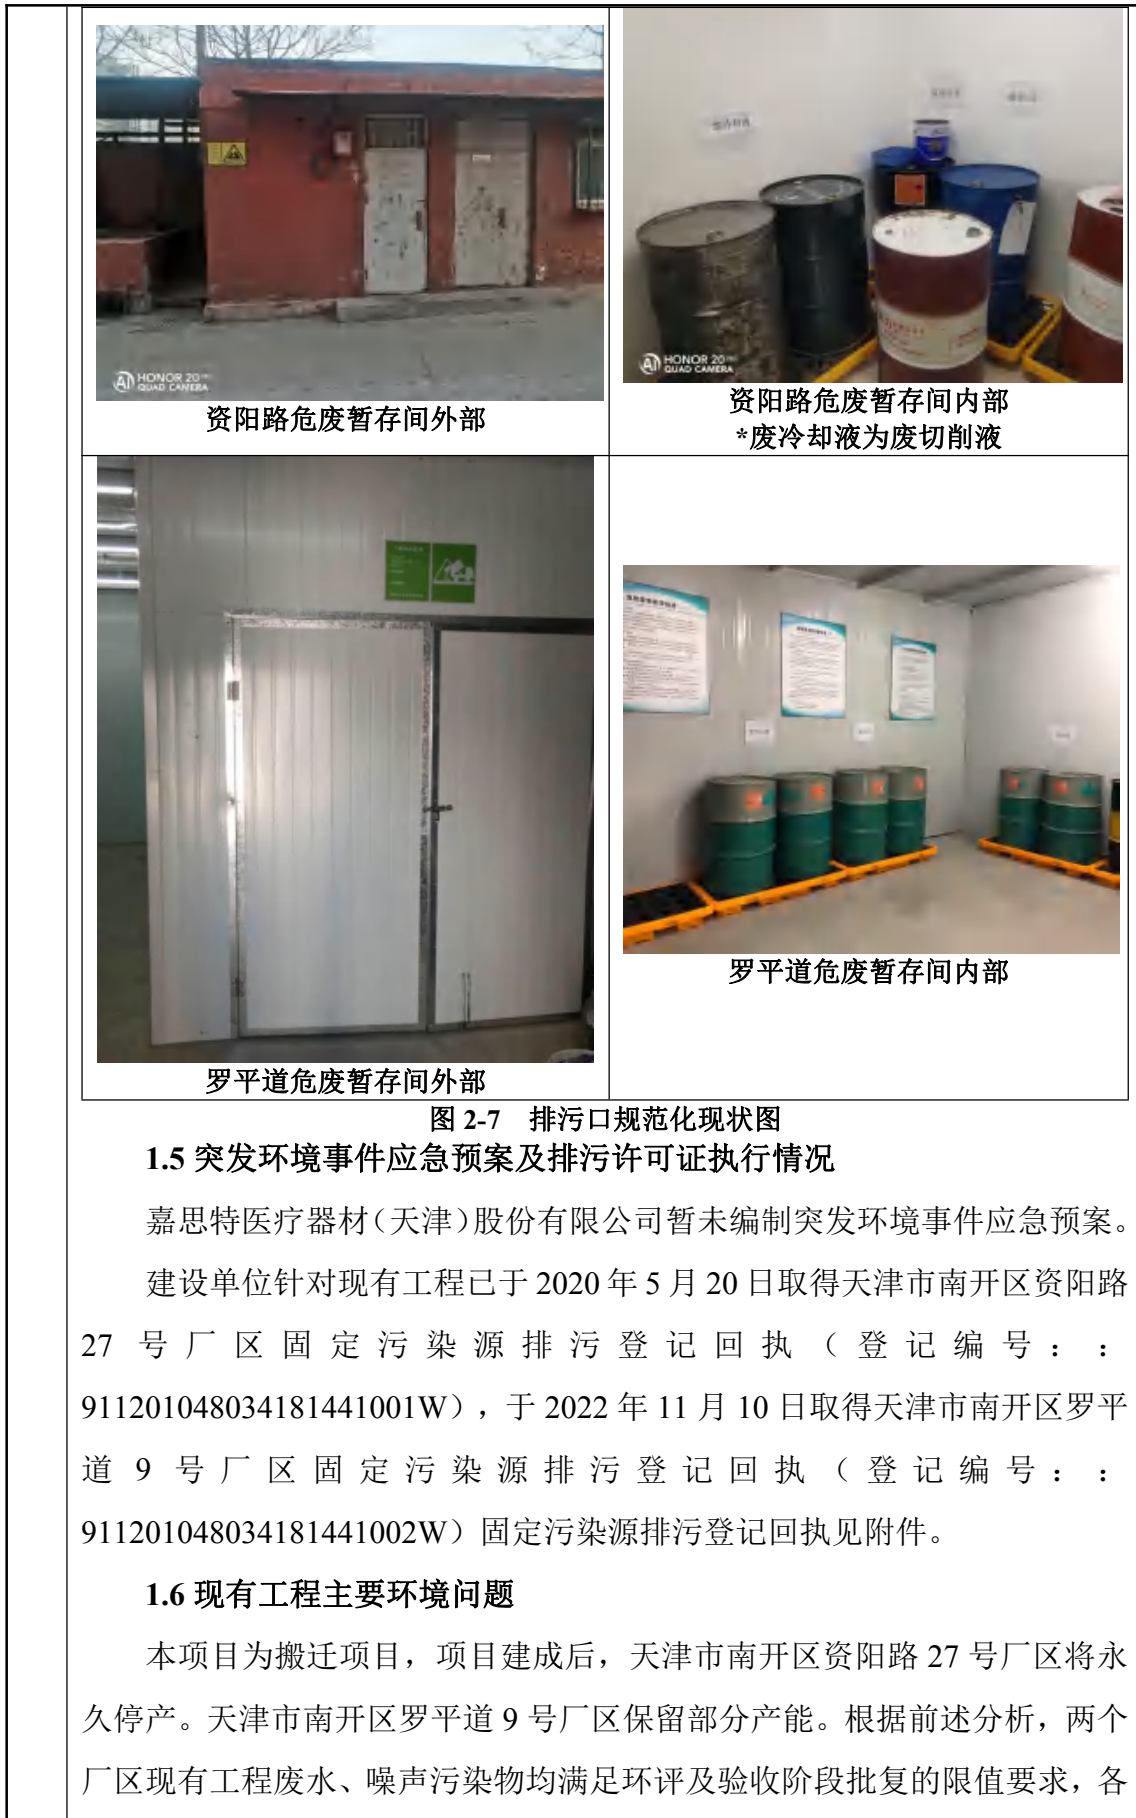 HONOR 20 PRO
AI QUAD CAMERA
资阳路危废暂存间外部
HONOR 20 PRO
AI QUAD CAMERA
资阳路危废暂存间内部
*废冷却液为废切削液
罗平道危废暂存间外部
罗平道危废暂存间内部
图 2-7 排污口规范化现状图
1.5 突发环境事件应急预案及排污许可证执行情况
嘉思特医疗器材（天津）股份有限公司暂未编制突发环境事件应急预案。
建设单位针对现有工程已于 2020 年 5 月 20 日取得天津市南开区资阳路
27 号厂区固定污染源排污登记回执（登记编号：：
911201048034181441001W），于 2022 年 11 月 10 日取得天津市南开区罗平
道 9 号厂区固定污染源排污登记回执（登记编号：：
911201048034181441002W）固定污染源排污登记回执见附件。
1.6 现有工程主要环境问题
本项目为搬迁项目，项目建成后，天津市南开区资阳路 27 号厂区将永
久停产。天津市南开区罗平道 9 号厂区保留部分产能。根据前述分析，两个
厂区现有工程废水、噪声污染物均满足环评及验收阶段批复的限值要求，各